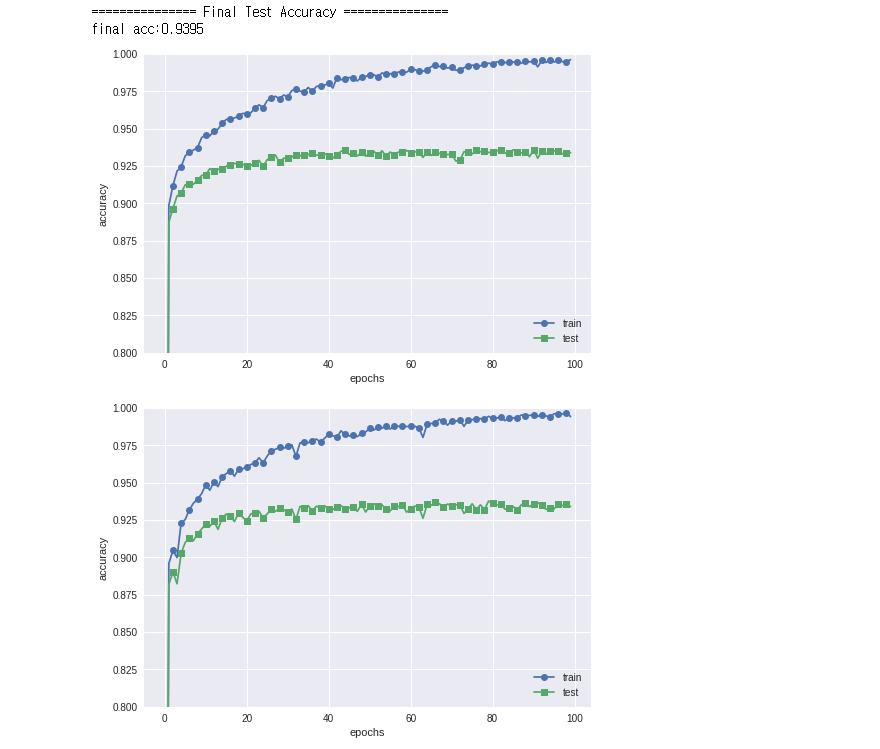 =============== Final Test Accuracy ===============
final acc:0.9395
1.000
0.975
0.950
0.925
0.900
0.875
0.850
0.825
0.800
accuracy
train
test
0 20 40 60 80 100
epochs
1.000
0.975
0.950
0.925
0.900
0.875
0.850
0.825
0.800
accuracy
train
test
0 20 40 60 80 100
epochs